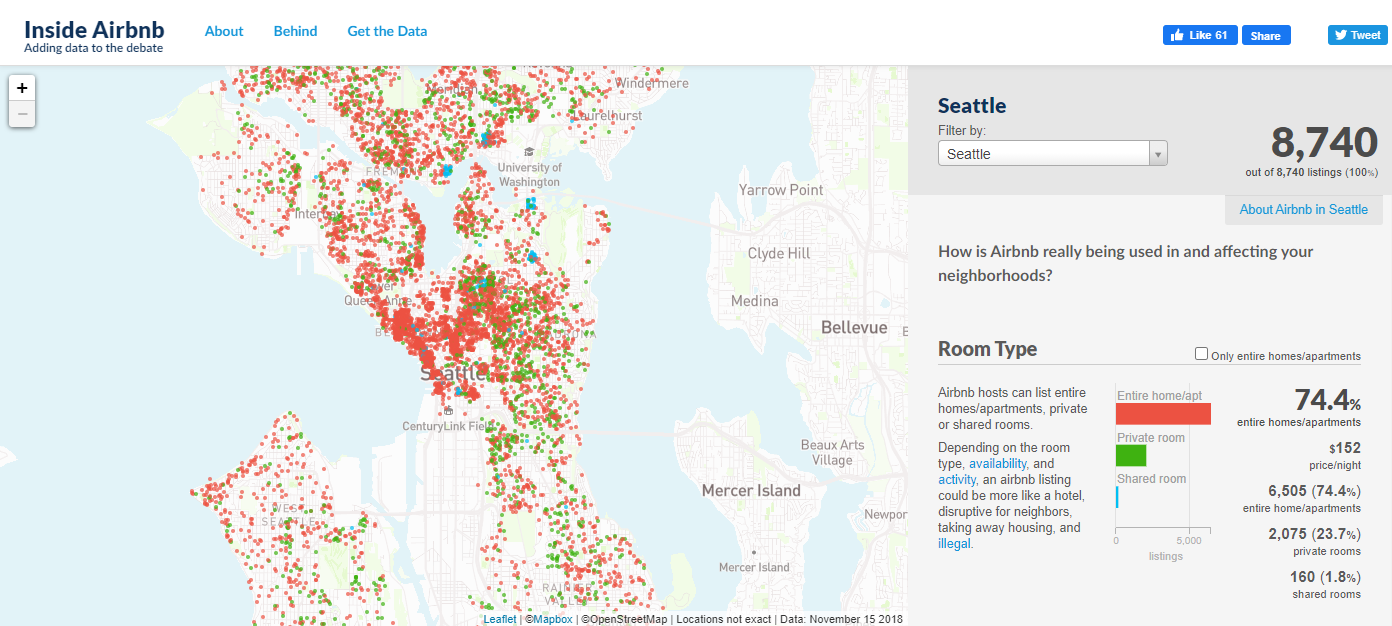 Inside Airbnb
Adding data to the debate
About
Behind
Get the Data
Like 61
Share
Tweet
+
−
Windermere
Laurelhurst
University of
Washington
Yarrow Point
Clyde Hill
Medina
Bellevue
Queen Anne
Seattle
CenturyLink Field
Beaux Arts
Village
Mercer Island
Newpor
WEST
SEATTLE
Mercer Island
RAINIER
VALLEY
Leaflet | ©Mapbox | ©OpenStreetMap | Locations not exact | Data: November 15 2018
Seattle
Filter by:
Seattle
8,740
out of 8,740 listings (100%)
About Airbnb in Seattle
How is Airbnb really being used in and affecting your
neighborhoods?
Room Type
Only entire homes/apartments
Airbnb hosts can list entire
homes/apartments, private
or shared rooms.
Depending on the room
type, availability, and
activity, an airbnb listing
could be more like a hotel,
disruptive for neighbors,
taking away housing, and
illegal.
Entire home/apt
Private room
Shared room
0
5,000
listings
74.4%
entire homes/apartments
$152
price/night
6,505 (74.4%)
entire home/apartments
2,075 (23.7%)
private rooms
160 (1.8%)
shared rooms